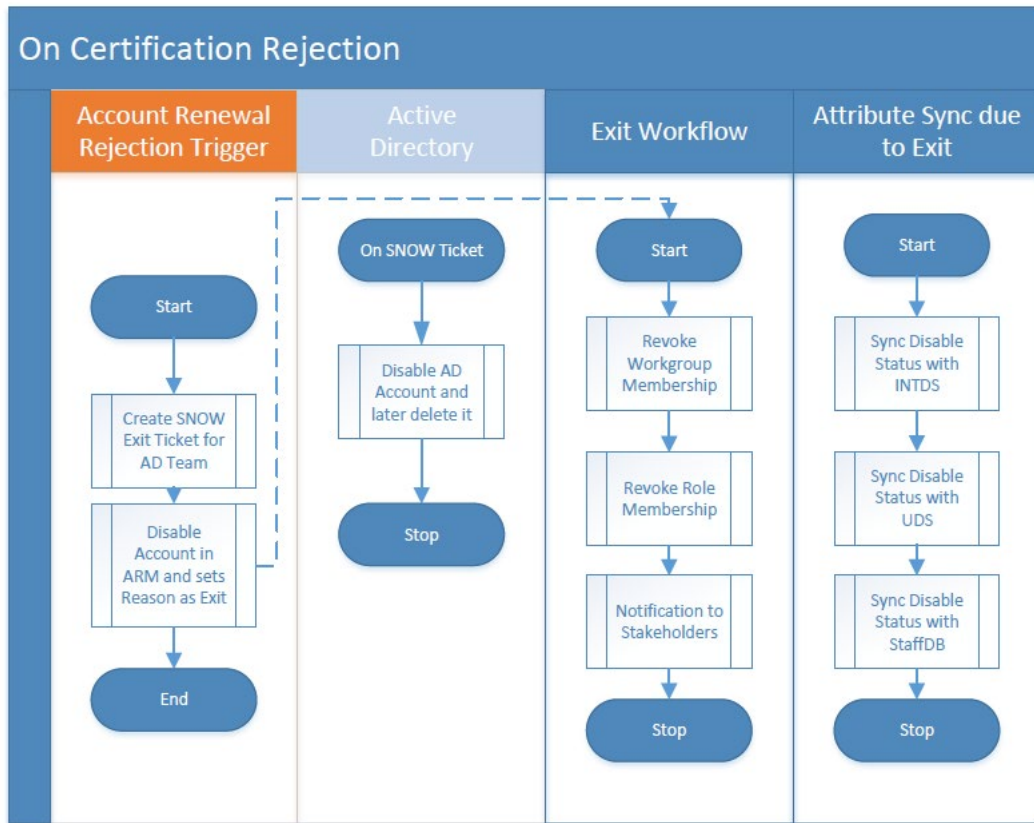 On Certification Rejection
Account Renewal
Rejection Trigger
Active
Directory
Exit Workflow
Attribute Sync due
to Exit
Start
Create SNOW
Exit Ticket for
AD Team
Disable
Account in
ARM and sets
Reason as Exit
End
On SNOW Ticket
Disable AD
Account and
later delete it
Stop
Start
Revoke
Workgroup
Membership
Revoke Role
Membership
Notification to
Stakeholders
Stop
Start
Sync Disable
Status with
INTDS
Sync Disable
Status with
UDS
Sync Disable
Status with
StaffDB
Stop